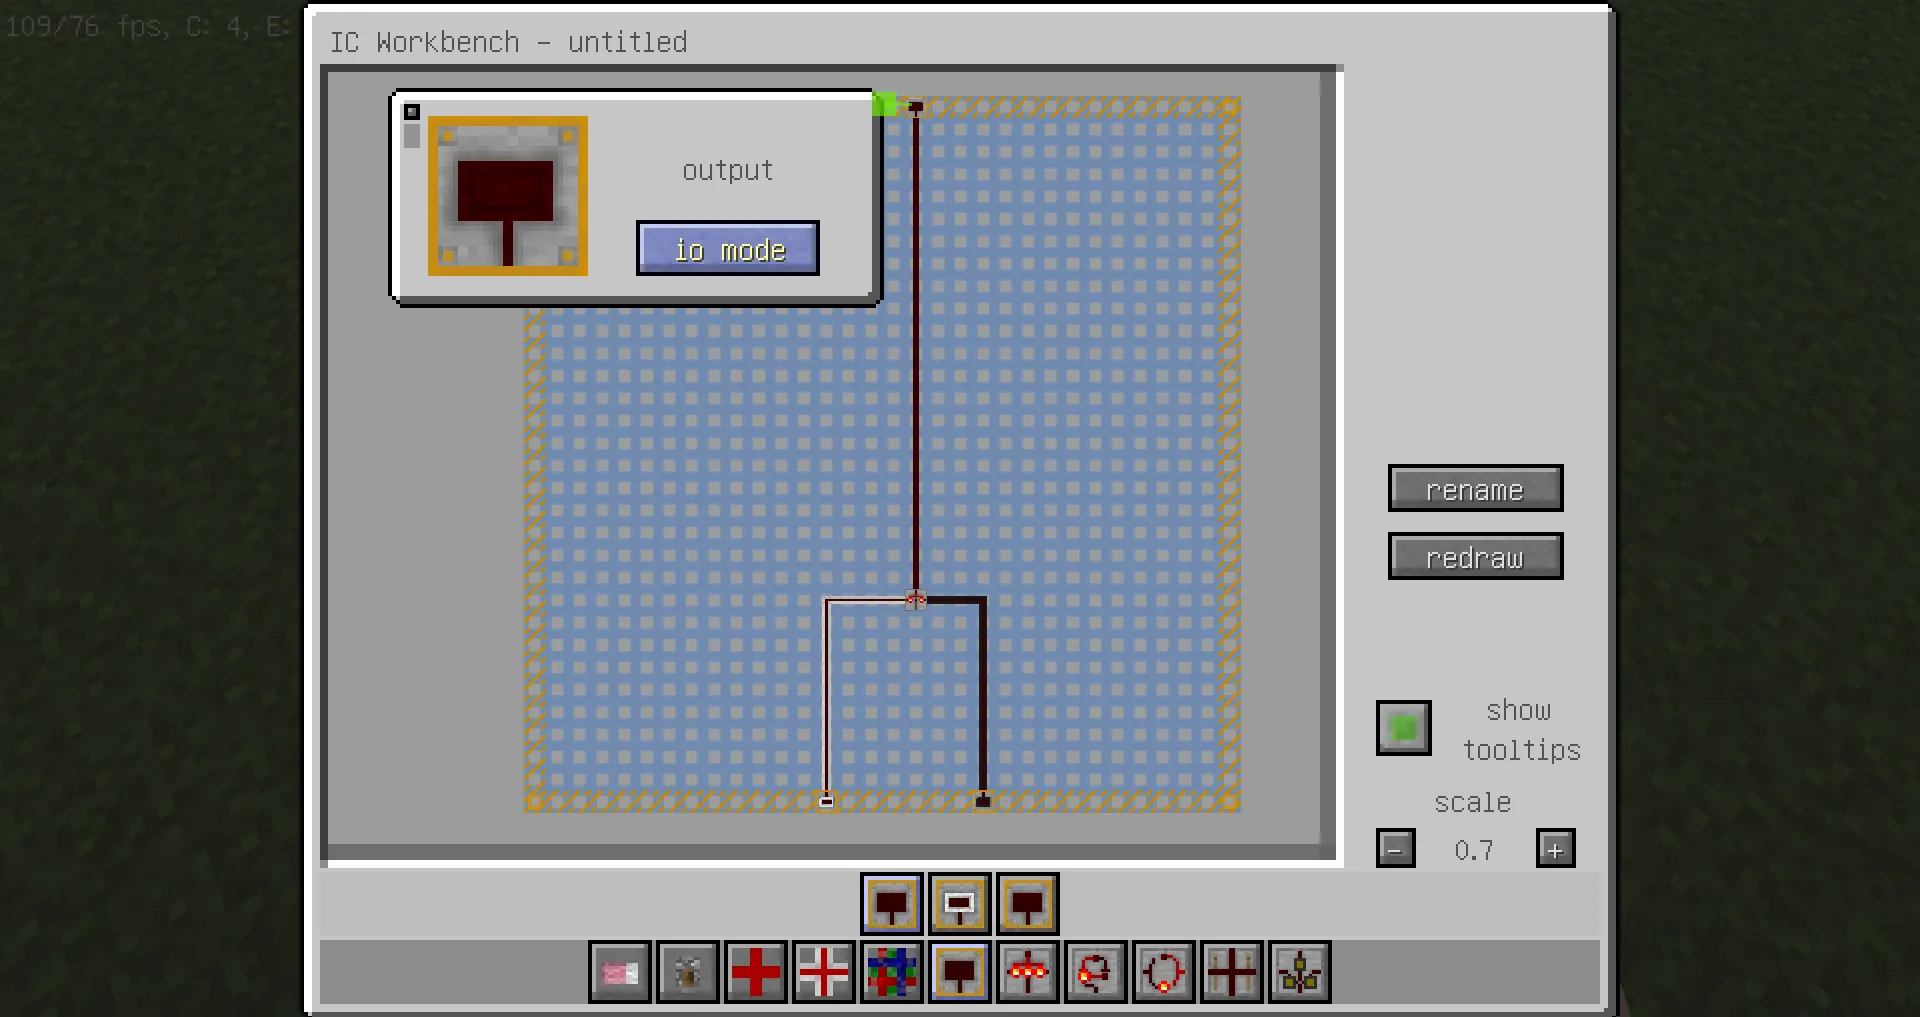 109/76 fps, C: 4, E:
IC Workbench - untitled
output
io mode
rename
redraw
show
tooltips
scale
-
0.7
+